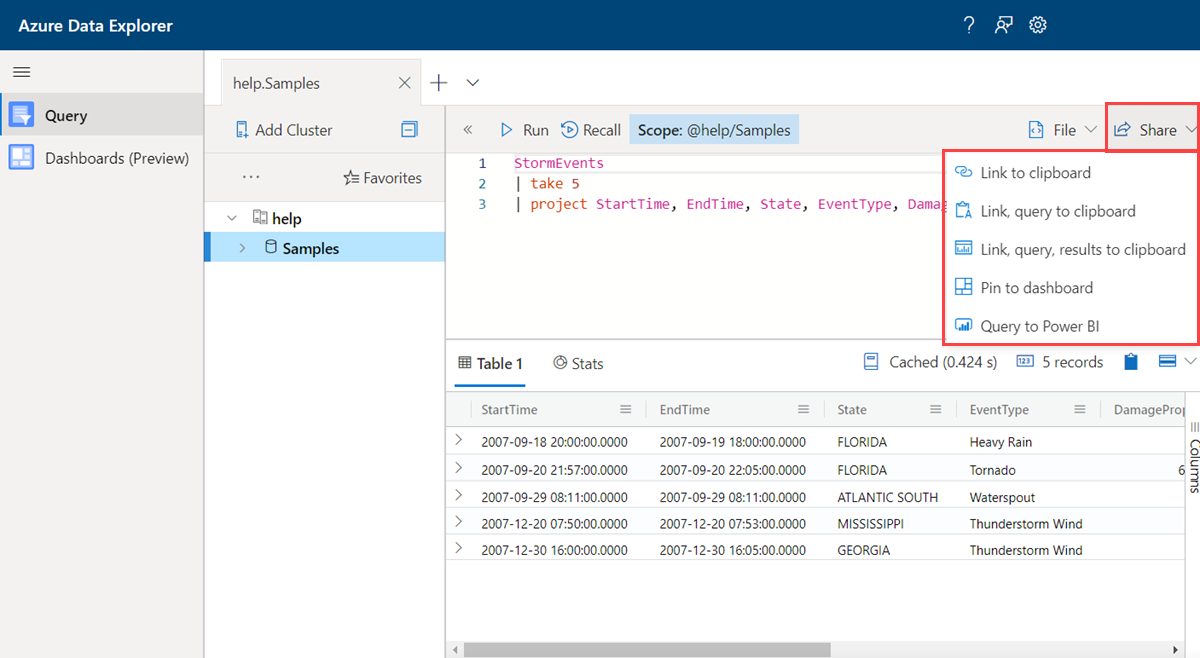 Azure Data Explorer
?
help.Samples
Query
Dashboards (Preview)
Add Cluster
Favorites
help
Samples
Run
Recall
Scope: @help/Samples
File
Share
1 StormEvents
2 | take 5
3 | project StartTime, EndTime, State, EventType, Damag
Link to clipboard
Link, query to clipboard
Link, query, results to clipboard
Pin to dashboard
Query to Power BI
Table 1
Stats
Cached (0.424 s)
123 5 records
StartTime EndTime State EventType DamageProp
2007-09-18 20:00:00.0000 2007-09-19 18:00:00.0000 FLORIDA Heavy Rain
2007-09-20 21:57:00.0000 2007-09-20 22:05:00.0000 FLORIDA Tornado 6
2007-09-29 08:11:00.0000 2007-09-29 08:11:00.0000 ATLANTIC SOUTH Waterspout
2007-12-20 07:50:00.0000 2007-12-20 07:53:00.0000 MISSISSIPPI Thunderstorm Wind
2007-12-30 16:00:00.0000 2007-12-30 16:05:00.0000 GEORGIA Thunderstorm Wind
Columns